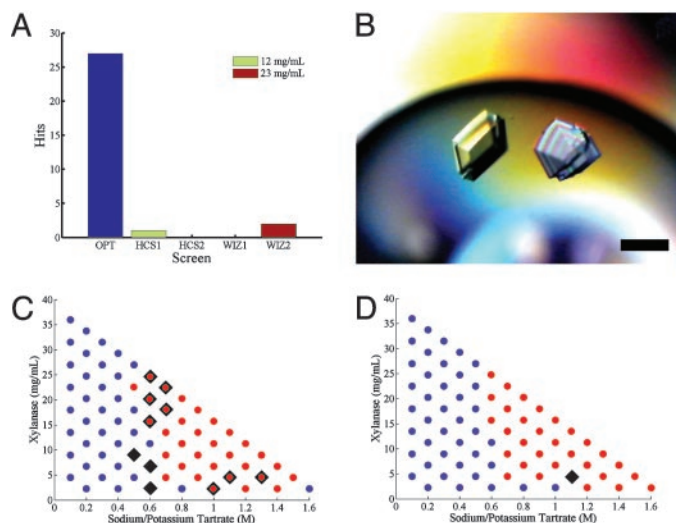 A
B
30
25
20
15
10
5
0
Hits
12 mg/mL
23 mg/mL
OPT HCS1 HCS2 WIZ1 WIZ2
Screen
C
D
40
35
30
25
20
15
10
5
0
Xylanase (mg/mL)
0.0 0.2 0.4 0.6 0.8 1.0 1.2 1.4 1.6
Sodium/Potassium Tartrate (M)
40
35
30
25
20
15
10
5
0
Xylanase (mg/mL)
0.0 0.2 0.4 0.6 0.8 1.0 1.2 1.4 1.6
Sodium/Potassium Tartrate (M)